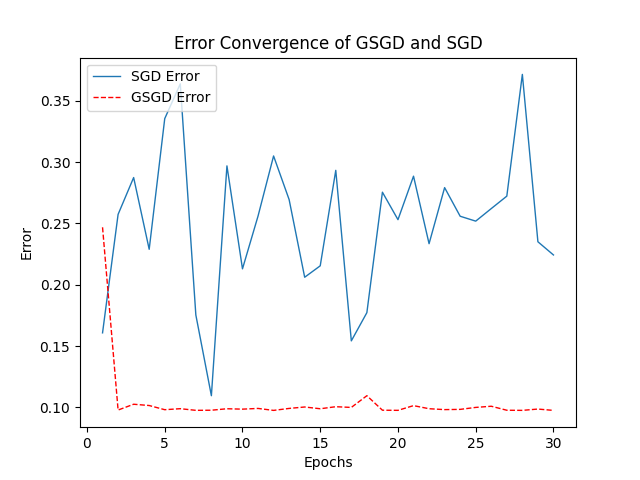 Error Convergence of GSGD and SGD
SGD Error
GSGD Error
0.35
0.30
0.25
0.20
0.15
0.10
Error
0 5 10 15 20 25 30
Epochs